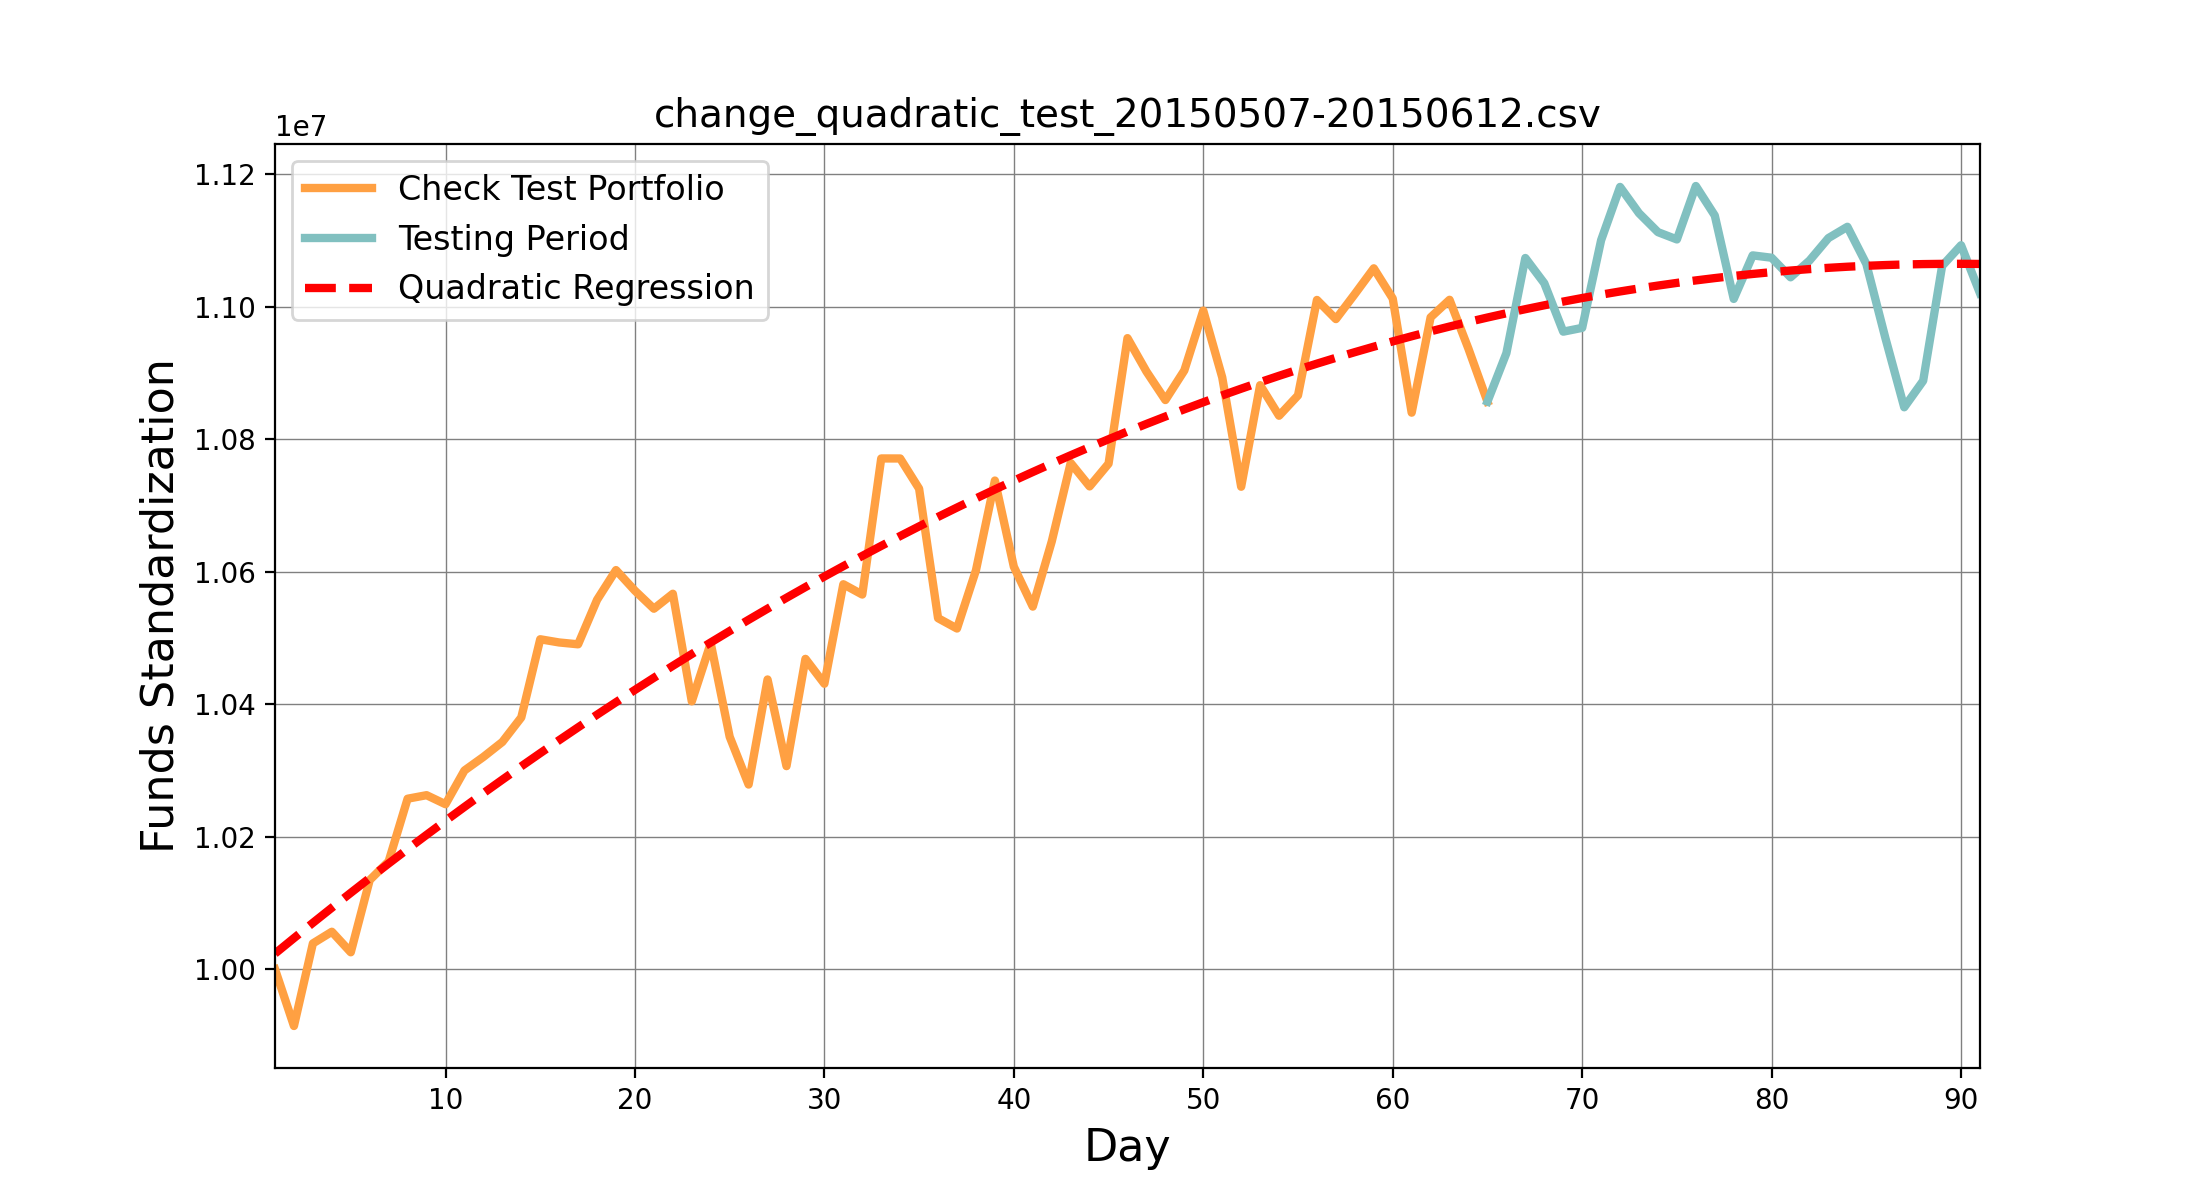 change_quadratic_test_20150507-20150612.csv
1e7
Check Test Portfolio
Testing Period
Quadratic Regression
Funds Standardization
1.12
1.10
1.08
1.06
1.04
1.02
1.00
10 20 30 40 50 60 70 80 90
Day